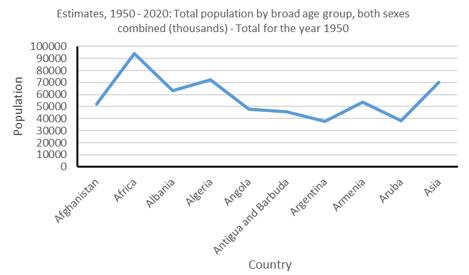 Estimates, 1950 - 2020: Total population by broad age group, both sexes
combined (thousands) - Total for the year 1950
100000
90000
80000
70000
60000
50000
40000
30000
20000
10000
0
Population
Afghanistan
Africa
Albania
Algeria
Angola
Antigua and Barbuda
Argentina
Armenia
Aruba
Asia
Country